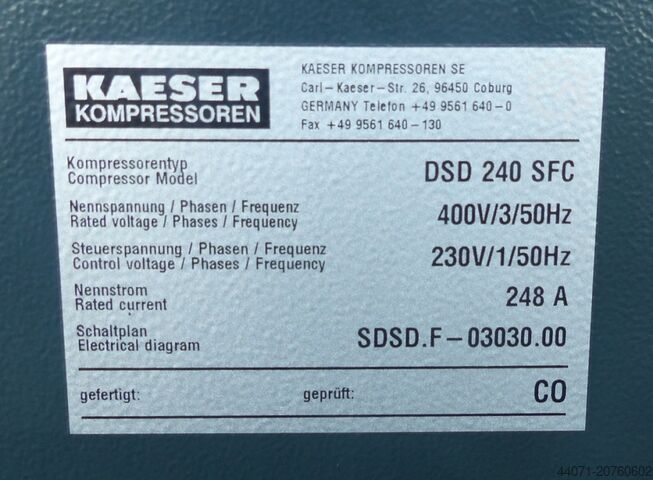 KAESER
KOMPRESSOREN
KAESER KOMPRESSOREN SE
Carl-Kaeser-Str. 26, 96450 Coburg
GERMANY Telefon +49 9561 640-0
Fax +49 9561 640-130
Kompressorentyp
Compressor Model
DSD 240 SFC
Nennspannung / Phasen / Frequenz
Rated voltage / Phases / Frequency
400V/3/50Hz
Steuerspannung / Phasen / Frequenz
Control voltage / Phases / Frequency
230V/1/50Hz
Nennstrom
Rated current
248 A
Schaltplan
Electrical diagram
SDSD.F-03030.00
gefertigt: geprüft: CO
44071-20760602